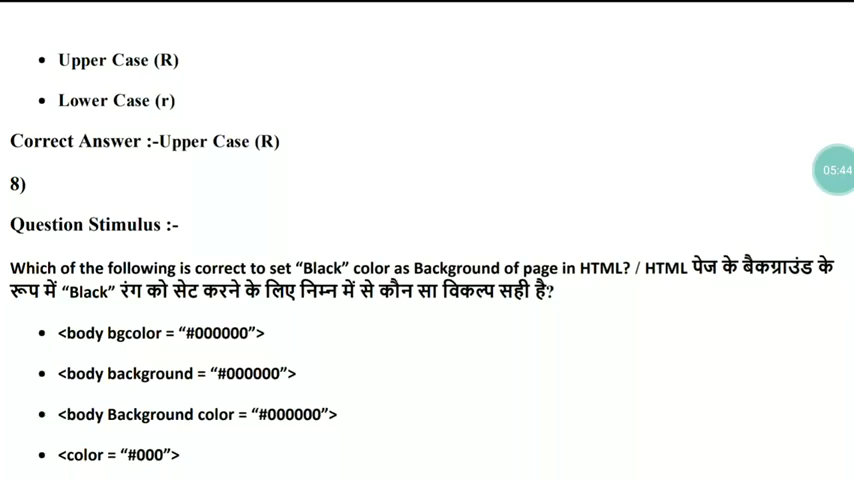 • Upper Case (R)
• Lower Case (r)
Correct Answer :-Upper Case (R)
05:44
8)
Question Stimulus :-
Which of the following is correct to set “Black” color as Background of page in HTML? / HTML पेज के बैकग्राउंड के
रूप में “Black” रंग को सेट करने के लिए निम्न में से कौन सा विकल्प सही है?
• <body bgcolor = “#000000”>
• <body background = “#000000”>
• <body Background color = “#000000”>
• <color = “#000”>